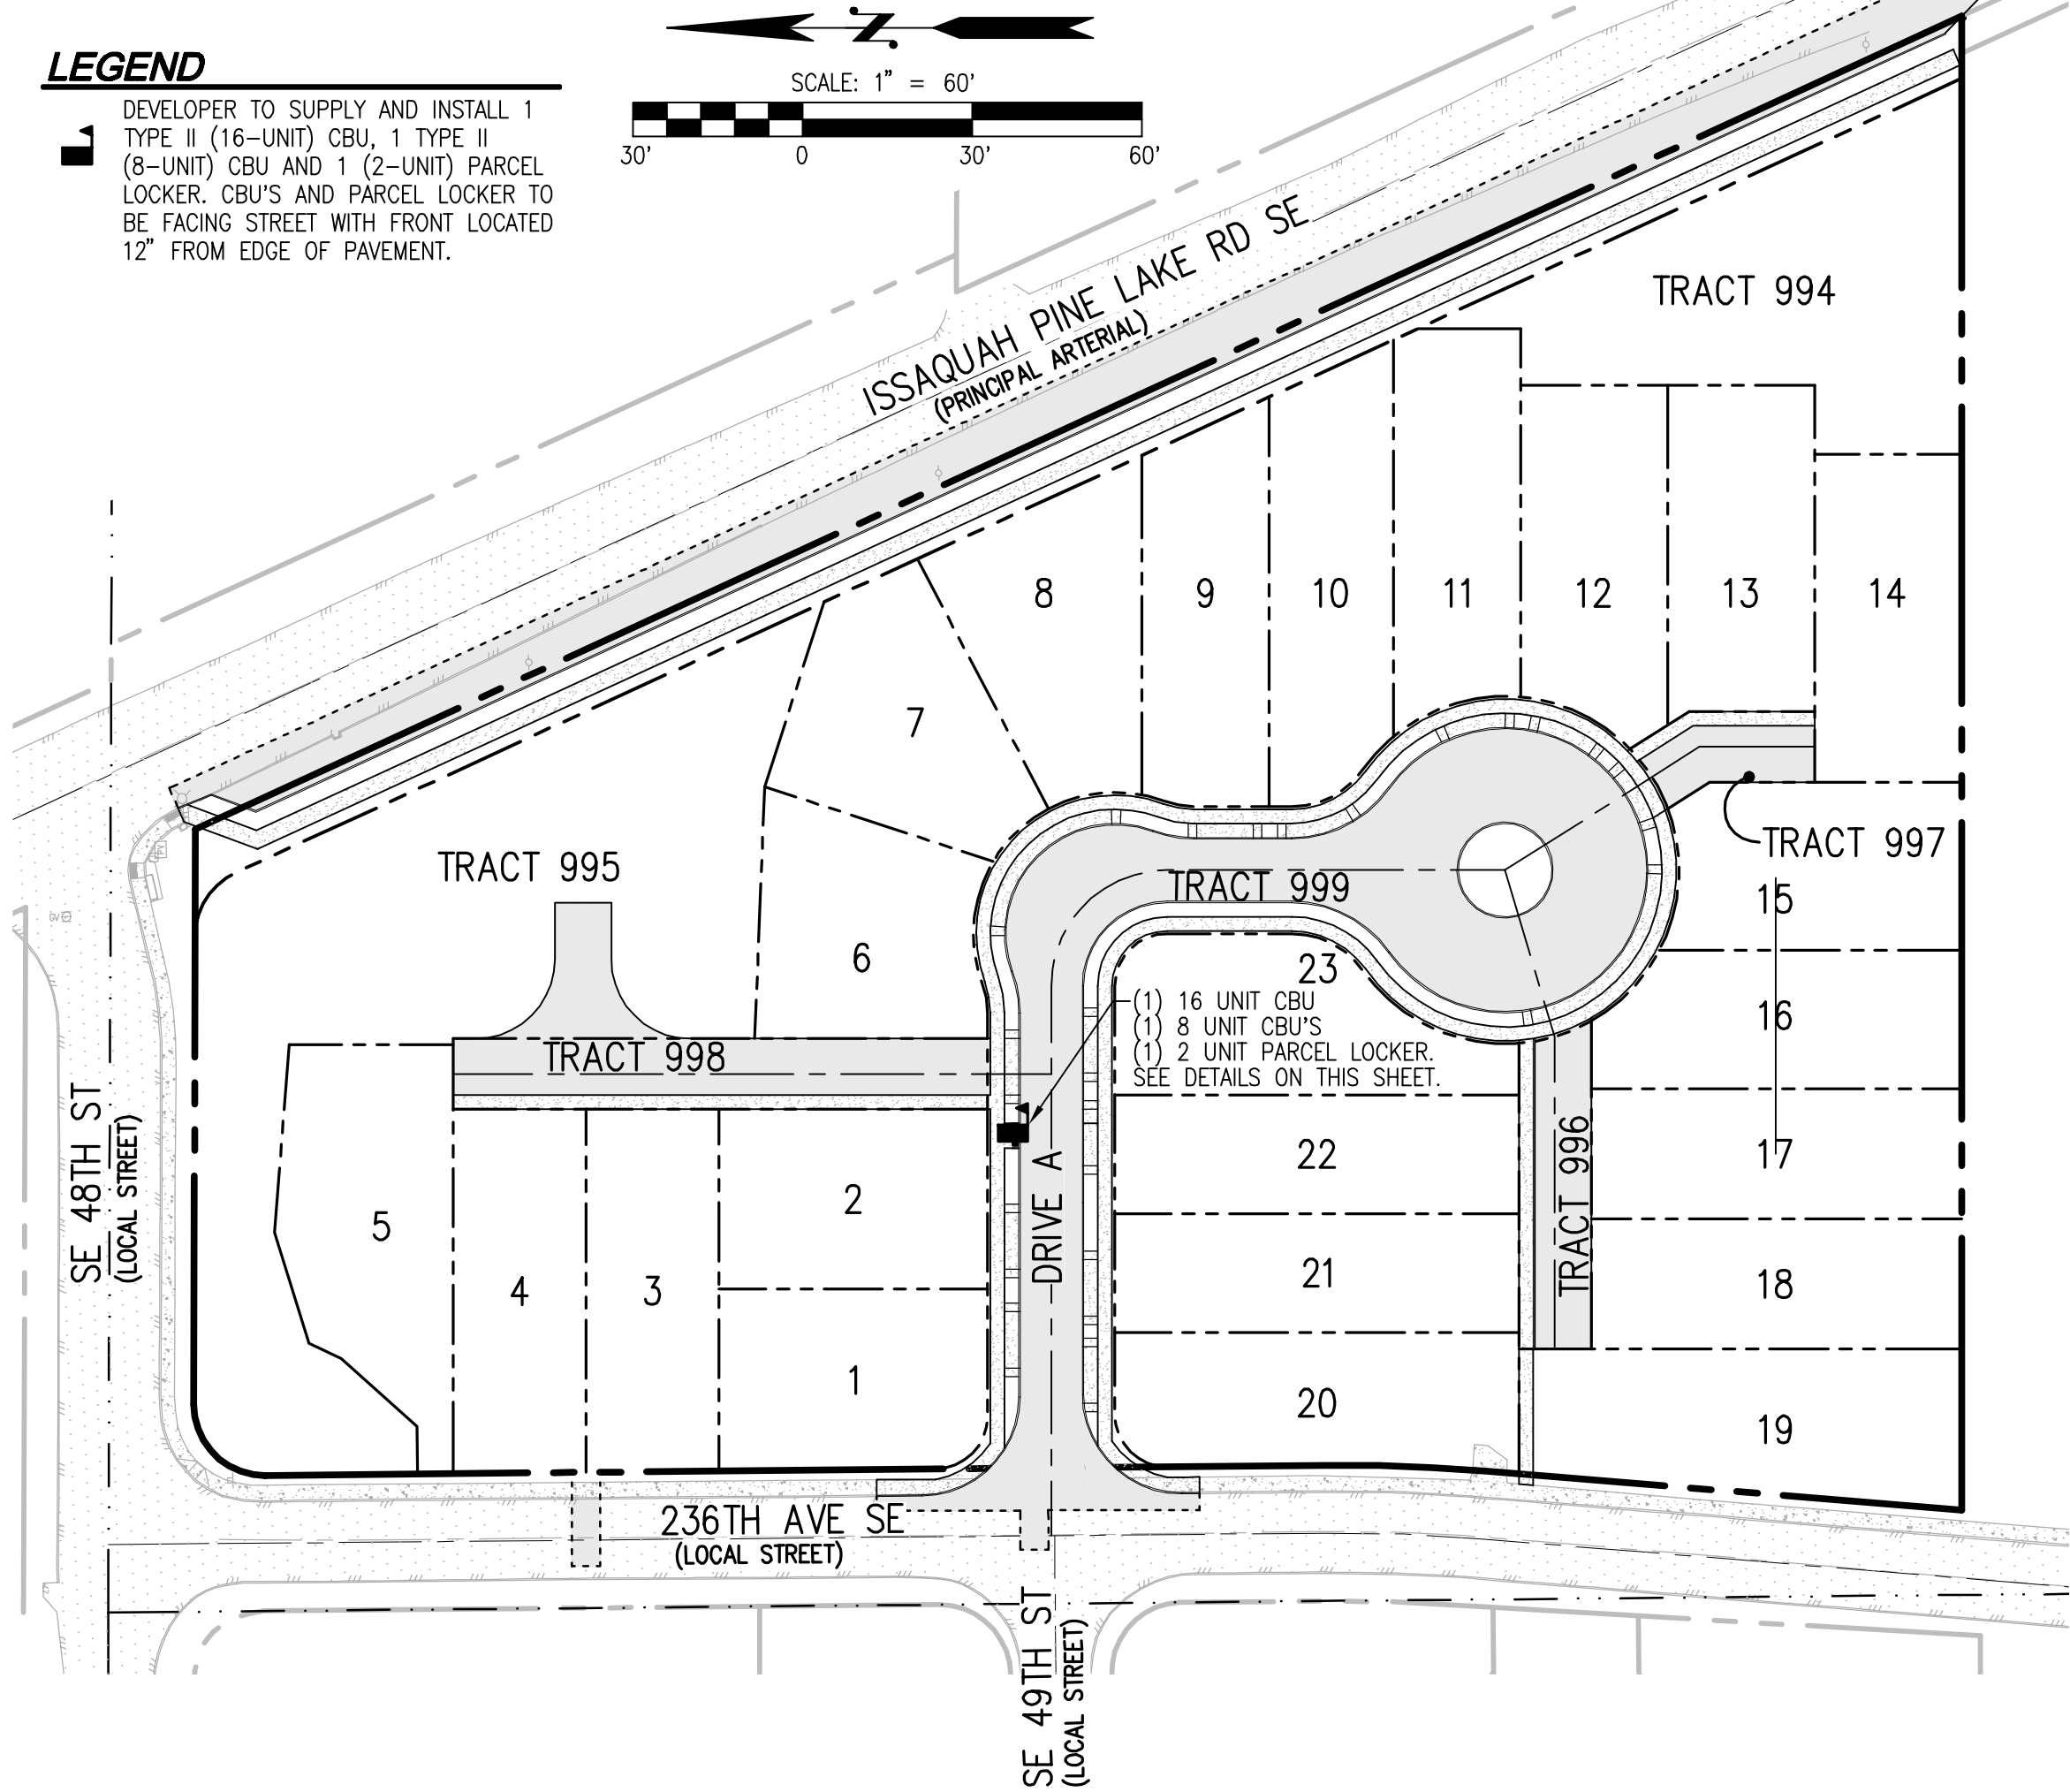 LEGEND
DEVELOPER TO SUPPLY AND INSTALL 1
TYPE II (16-UNIT) CBU, 1 TYPE II
(8-UNIT) CBU AND 1 (2-UNIT) PARCEL
LOCKER. CBU'S AND PARCEL LOCKER TO
BE FACING STREET WITH FRONT LOCATED
12" FROM EDGE OF PAVEMENT.
N
SCALE: 1" = 60'
30' 0 30' 60'
ISSAQUAH PINE LAKE RD SE
(PRINCIPAL ARTERIAL)
TRACT 994
8
9
10
11
12
13
14
7
TRACT 995
6
TRACT 999
TRACT 997
15
23
16
(1) 16 UNIT CBU
(1) 8 UNIT CBU'S
(1) 2 UNIT PARCEL LOCKER.
SEE DETAILS ON THIS SHEET.
TRACT 998
SE 48TH ST
(LOCAL STREET)
5
4
3
2
1
DRIVE A
22
21
20
TRACT 996
17
18
19
236TH AVE SE
(LOCAL STREET)
SE 49TH ST
(LOCAL STREET)